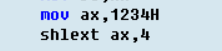 mov ax,1234H
shlext ax,4